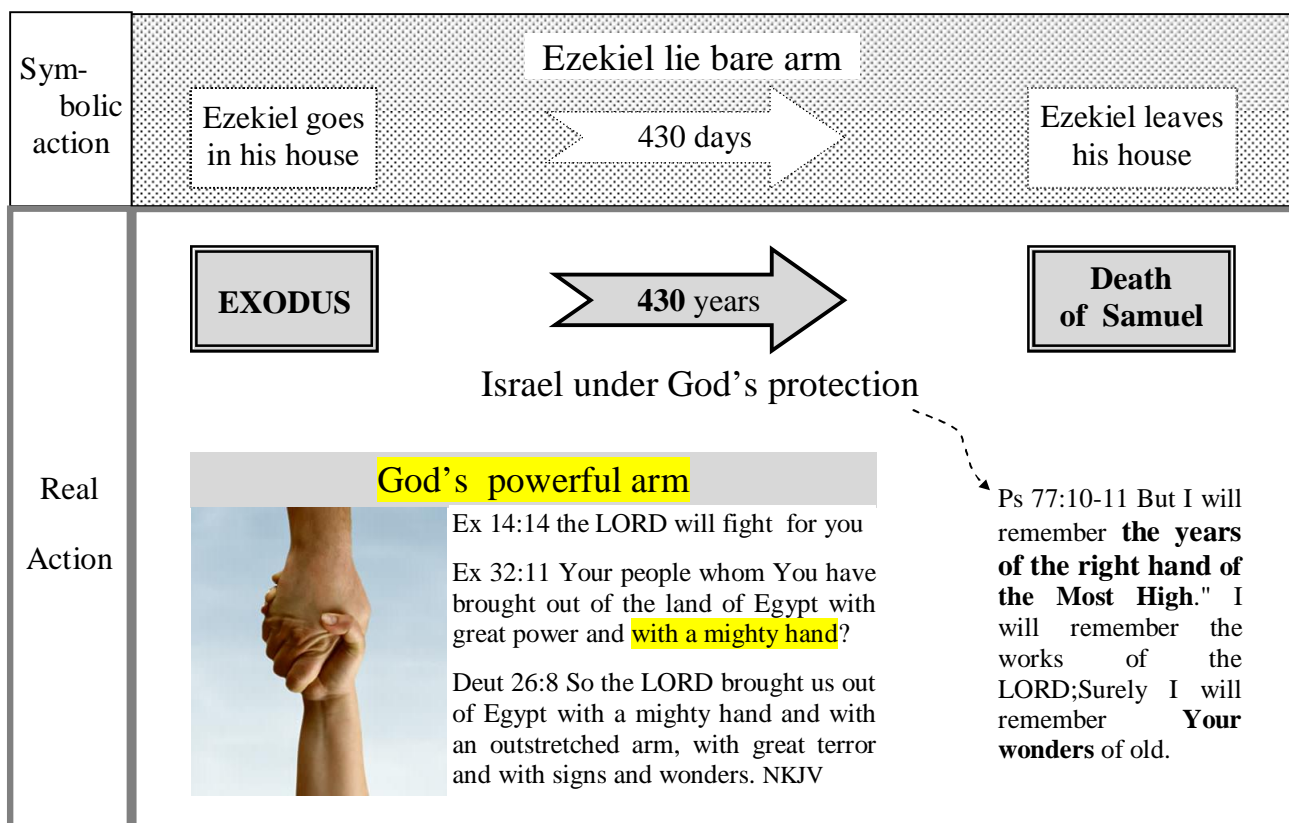 Sym-
bolic
action
Ezekiel lie bare arm
Ezekiel goes
in his house
430 days
Ezekiel leaves
his house
Real
Action
EXODUS
430 years
Death
of Samuel
Israel under God’s protection
God’s powerful arm
Ex 14:14 the LORD will fight for you
Ex 32:11 Your people whom You have
brought out of the land of Egypt with
great power and with a mighty hand?
Deut 26:8 So the LORD brought us out
of Egypt with a mighty hand and with
an outstretched arm, with great terror
and with signs and wonders. NKJV
Ps 77:10-11 But I will
remember the years
of the right hand of
the Most High." I
will remember the
works of the
LORD;Surely I will
remember Your
wonders of old.